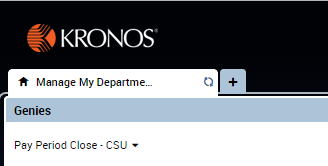 KRONOS®
Manage My Departme...
+
Genies
Pay Period Close - CSU